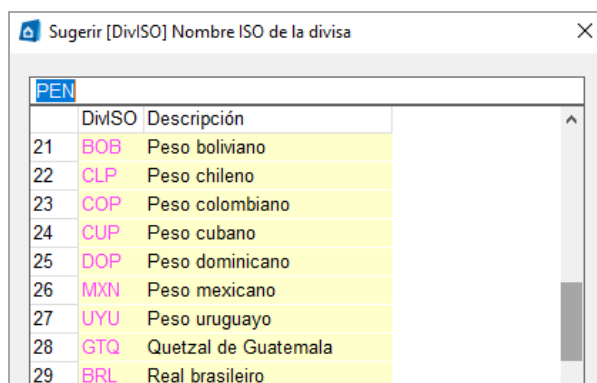 Sugerir [DivISO] Nombre ISO de la divisa
PEN
DivISO Descripción
21 BOB Peso boliviano
22 CLP Peso chileno
23 COP Peso colombiano
24 CUP Peso cubano
25 DOP Peso dominicano
26 MXN Peso mexicano
27 UYU Peso uruguayo
28 GTQ Quetzal de Guatemala
29 BRL Real brasileiro